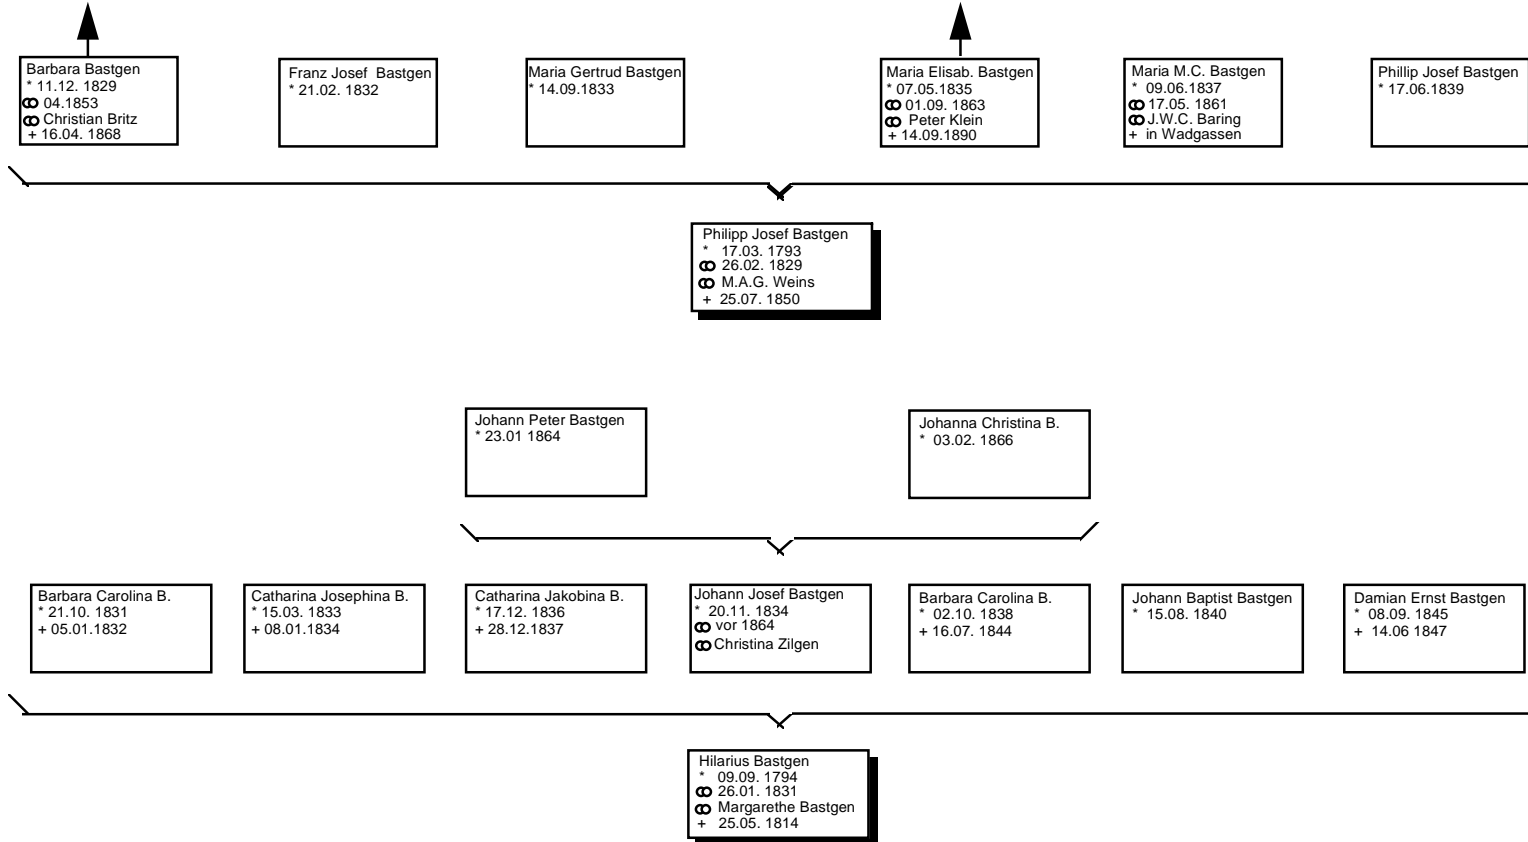 Barbara Bastgen
* 11.12. 1829
⚭ 04.1853
⚭ Christian Britz
+ 16.04. 1868
Franz Josef Bastgen
* 21.02. 1832
Maria Gertrud Bastgen
* 14.09.1833
Maria Elisab. Bastgen
* 07.05.1835
⚭ 01.09. 1863
⚭ Peter Klein
+ 14.09.1890
Maria M.C. Bastgen
* 09.06.1837
⚭ 17.05. 1861
⚭ J.W.C. Baring
+ in Wadgassen
Phillip Josef Bastgen
* 17.06.1839
Philipp Josef Bastgen
* 17.03. 1793
⚭ 26.02. 1829
⚭ M.A.G. Weins
+ 25.07. 1850
Johann Peter Bastgen
* 23.01 1864
Johanna Christina B.
* 03.02. 1866
Barbara Carolina B.
* 21.10. 1831
+ 05.01.1832
Catharina Josephina B.
* 15.03. 1833
+ 08.01.1834
Catharina Jakobina B.
* 17.12. 1836
+ 28.12.1837
Johann Josef Bastgen
* 20.11. 1834
⚭ vor 1864
⚭ Christina Zilgen
Barbara Carolina B.
* 02.10. 1838
+ 16.07. 1844
Johann Baptist Bastgen
* 15.08. 1840
Damian Ernst Bastgen
* 08.09. 1845
+ 14.06 1847
Hilarius Bastgen
* 09.09. 1794
⚭ 26.01. 1831
⚭ Margarethe Bastgen
+ 25.05. 1814